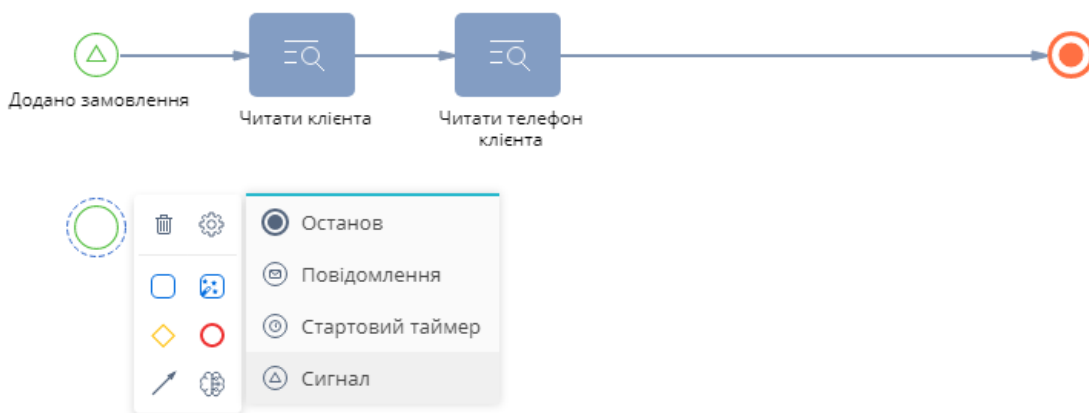 Додано замовлення
Читати клієнта
Читати телефон
клієнта
Останов
Повідомлення
Стартовий таймер
Сигнал